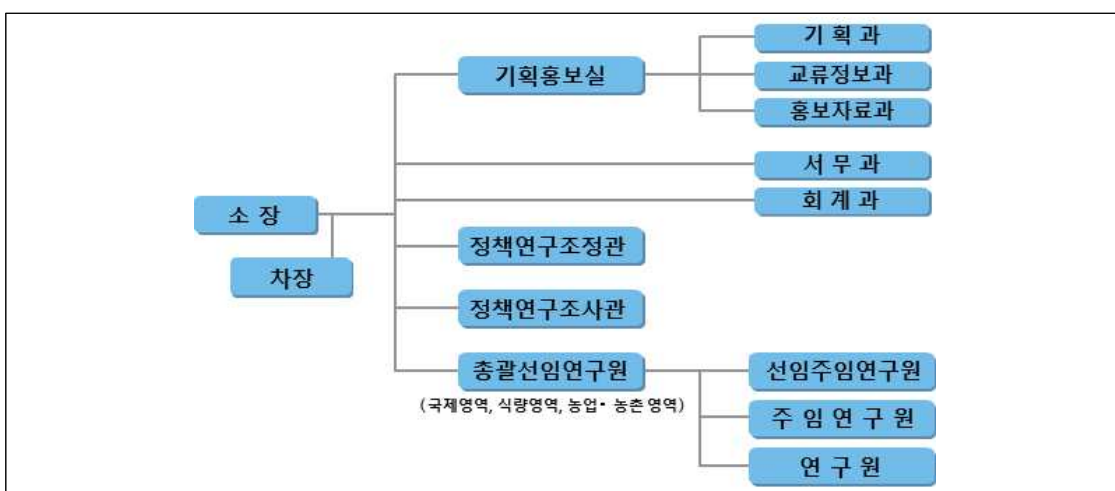 기 획 과
기획홍보실
교류정보과
홍보자료과
서 무 과
회 계 과
소 장
차장
정책연구조정관
정책연구조사관
총괄선임연구원
(국제영역, 식량영역, 농업· 농촌 영역)
선임주임연구원
주 임 연 구 원
연 구 원